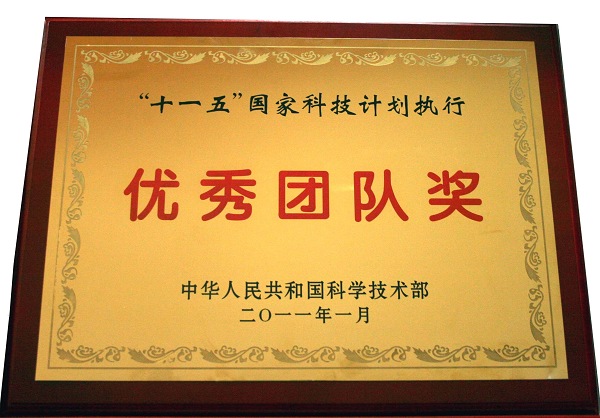 “十一五”国家科技计划执行
优秀团队奖
中华人民共和国科学技术部
二〇一一年一月